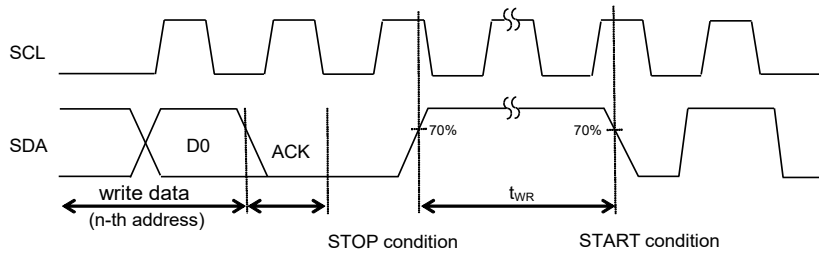 SCL
SDA
D0
ACK
70%
70%
write data
(n-th address)
tWR
STOP condition
START condition